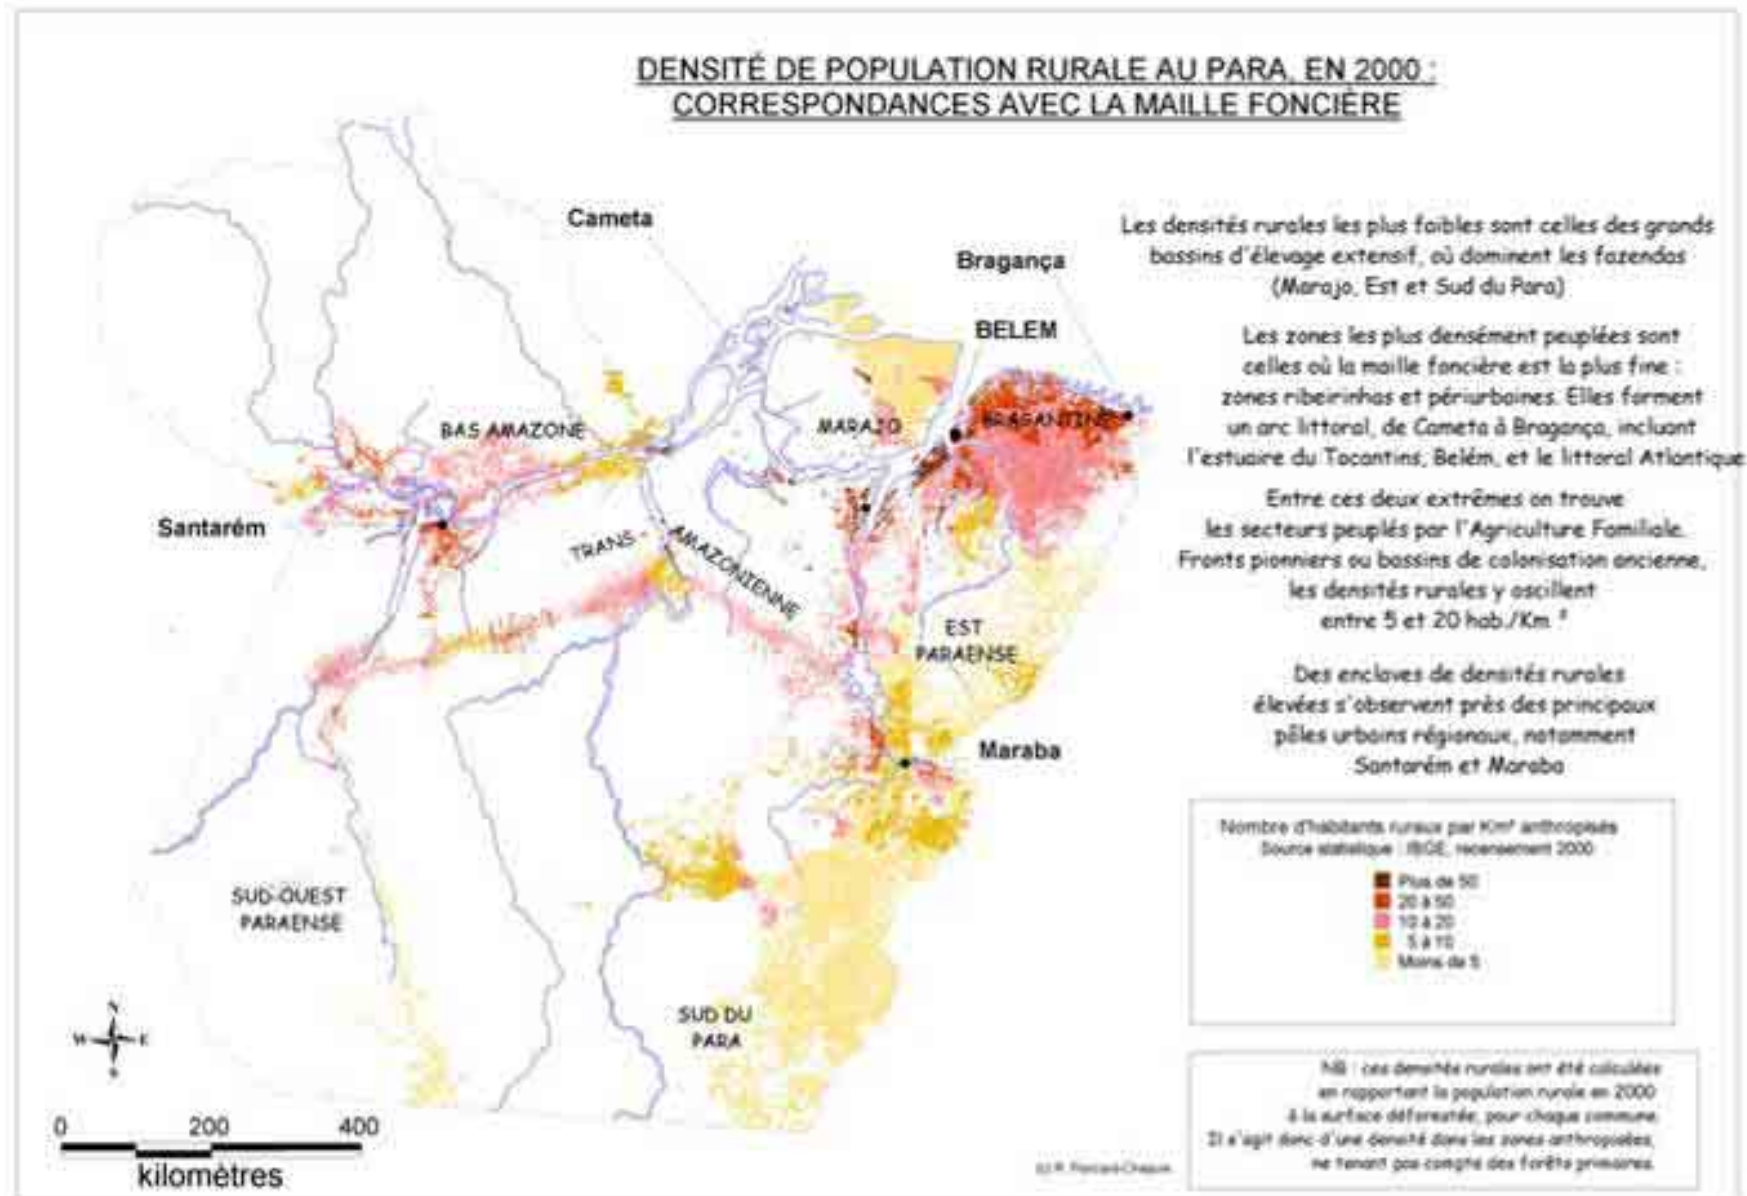 DENSITÉ DE POPULATION RURALE AU PARA, EN 2000 :
CORRESPONDANCES AVEC LA MAILLE FONCIÈRE
Cameta
Bragança
BELEM
Les densités rurales les plus faibles sont celles des grands
bassins d'élevage extensif, où dominent les fazendas
(Marajo, Est et Sud du Para)
Les zones les plus densément peuplées sont
celles où la maille foncière est la plus fine :
zones ribeirinhas et périurbaines. Elles forment
un arc littoral, de Cameta à Bragança, incluant
l'estuaire du Tocantins, Belém, et le littoral Atlantique
Entre ces deux extrêmes on trouve
les secteurs peuplés par l'Agriculture Familiale.
Fronts pionniers ou bassins de colonisation ancienne,
les densités rurales y oscillent
entre 5 et 20 hab./Km ²
Des enclaves de densités rurales
élevées s'observent près des principaux
pôles urbains régionaux, notamment
Santarém et Maraba
BAS AMAZONE
MARAJO
BRAGANTINE
Santarém
TRANS-
AMAZONIENNE
EST
PARAENSE
Maraba
SUD-OUEST
PARAENSE
SUD DU
PARA
Nombre d'habitants ruraux par Km² anthropisés
Source statistique : IBGE, recensement 2000
Plus de 50
20 à 50
10 à 20
5 à 10
Moins de 5
NB : ces densités rurales ont été calculées
en rapportant la population rurale en 2000
à la surface déforestée, pour chaque commune.
Il s'agit donc d'une densité dans les zones anthropisées,
ne tenant pas compte des forêts primaires.
N
W E
S
0 200 400
kilomètres